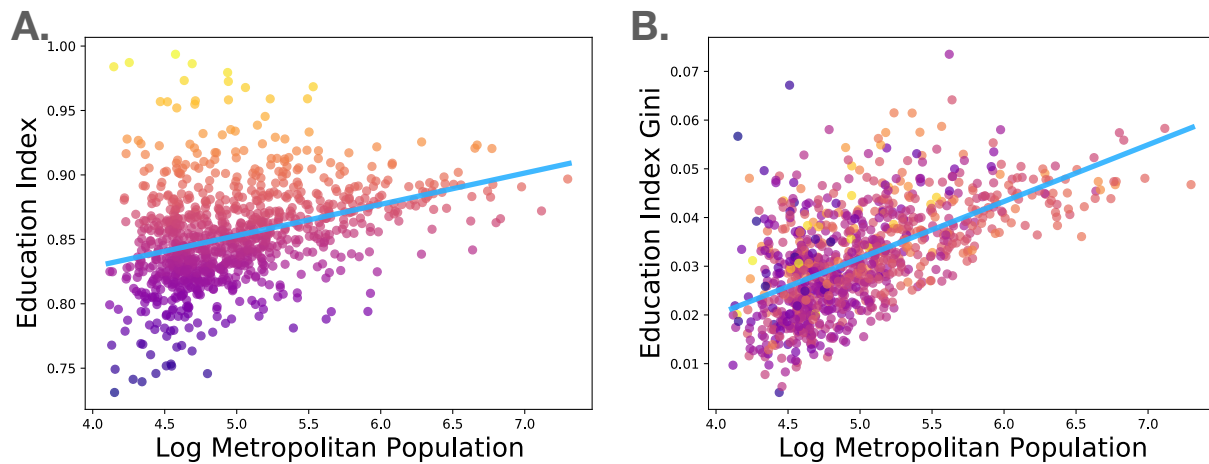 A.
1.00
0.95
0.90
0.85
0.80
0.75
Education Index
4.0 4.5 5.0 5.5 6.0 6.5 7.0
Log Metropolitan Population
B.
0.07
0.06
0.05
0.04
0.03
0.02
0.01
Education Index Gini
4.0 4.5 5.0 5.5 6.0 6.5 7.0
Log Metropolitan Population